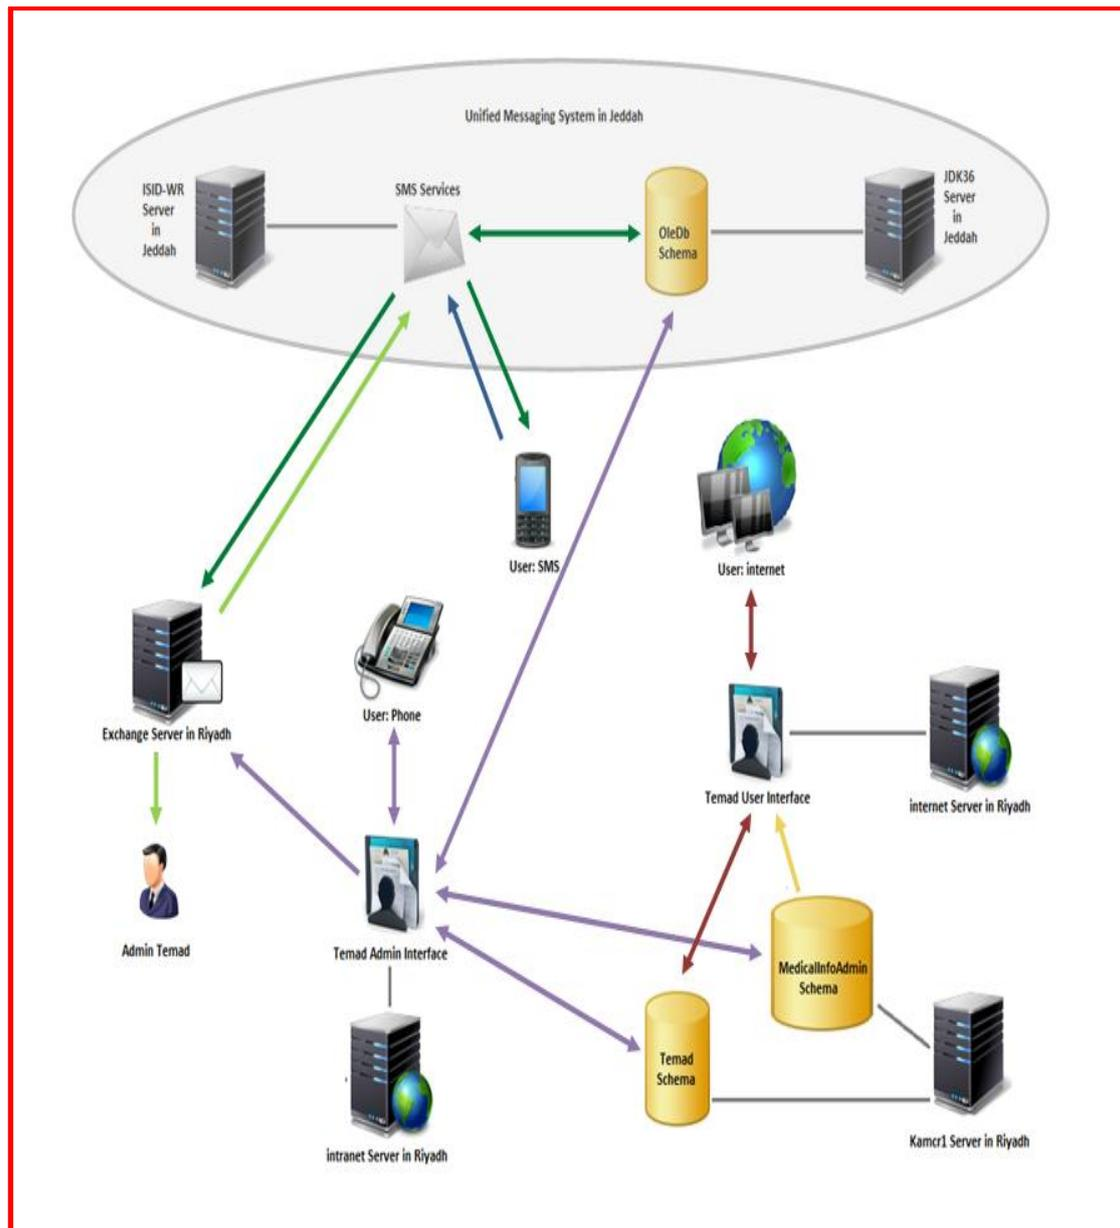 Unified Messaging System in Jeddah
ISID-WR
Server
in
Jeddah
SMS Services
OleDb
Schema
JDK36
Server
in
Jeddah
User: SMS
User: internet
Exchange Server in Riyadh
User: Phone
Temad User Interface
internet Server in Riyadh
Admin Temad
Temad Admin Interface
MedicalInfoAdmin
Schema
Temad
Schema
intranet Server in Riyadh
Kamcr1 Server in Riyadh